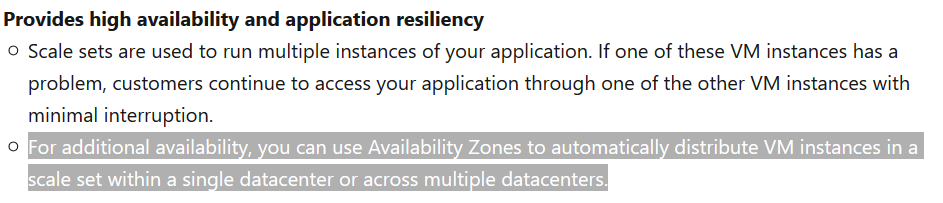 Provides high availability and application resiliency
Scale sets are used to run multiple instances of your application. If one of these VM instances has a
problem, customers continue to access your application through one of the other VM instances with
minimal interruption.
For additional availability, you can use Availability Zones to automatically distribute VM instances in a
scale set within a single datacenter or across multiple datacenters.